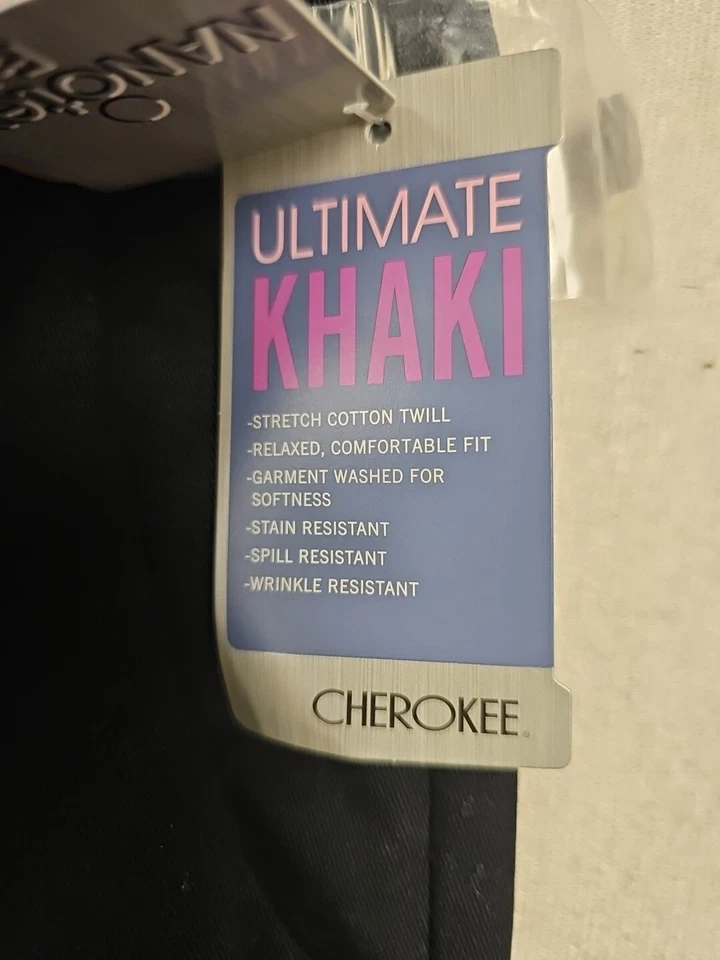 NANO
ULTIMATE
KHAKI
-STRETCH COTTON TWILL
-RELAXED, COMFORTABLE FIT
-GARMENT WASHED FOR
SOFTNESS
-STAIN RESISTANT
-SPILL RESISTANT
-WRINKLE RESISTANT
CHEROKEE®